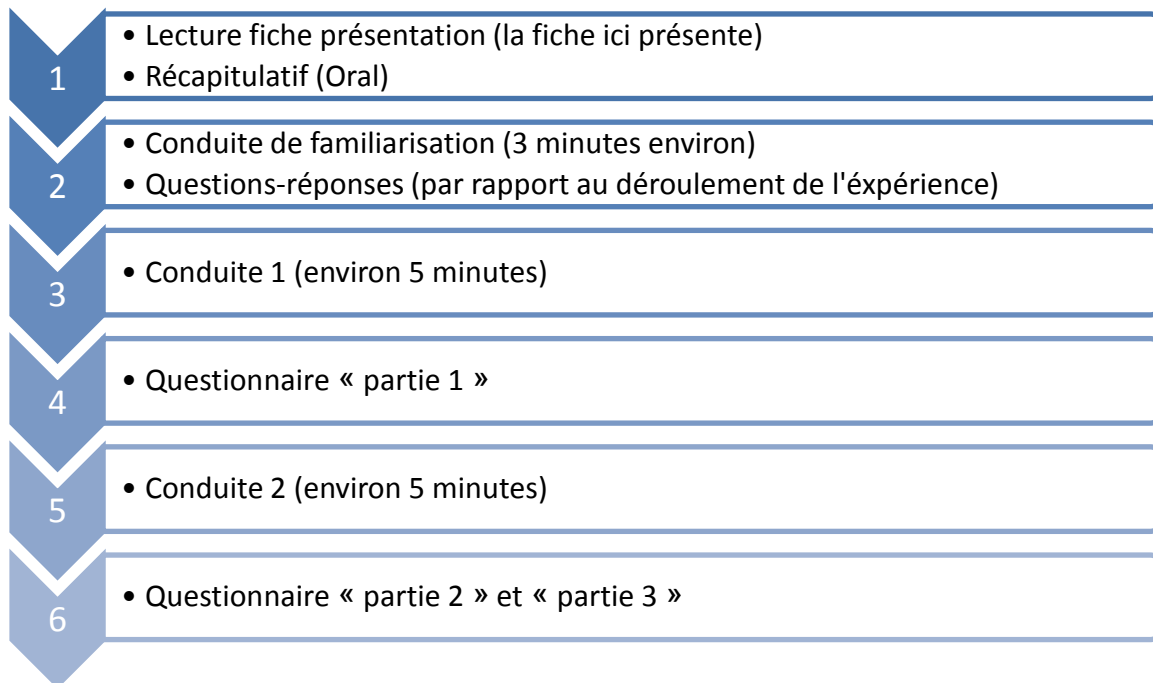 1
• Lecture fiche présentation (la fiche ici présente)
• Récapitulatif (Oral)
2
• Conduite de familiarisation (3 minutes environ)
• Questions-réponses (par rapport au déroulement de l'éxpérience)
3
• Conduite 1 (environ 5 minutes)
4
• Questionnaire « partie 1 »
5
• Conduite 2 (environ 5 minutes)
6
• Questionnaire « partie 2 » et « partie 3 »